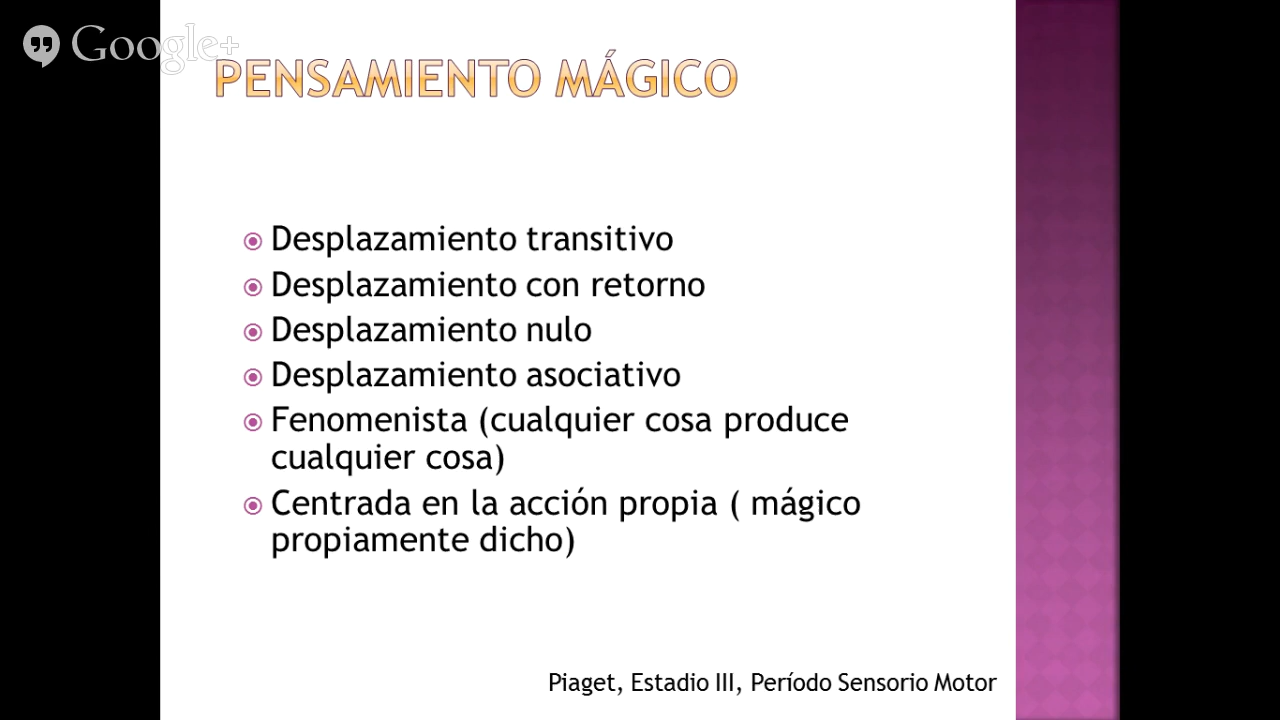 Google+
PENSAMIENTO MÁGICO
Desplazamiento transitivo
Desplazamiento con retorno
Desplazamiento nulo
Desplazamiento asociativo
Fenomenista (cualquier cosa produce
cualquier cosa)
Centrada en la acción propia ( mágico
propiamente dicho)
Piaget, Estadio III, Período Sensorio Motor